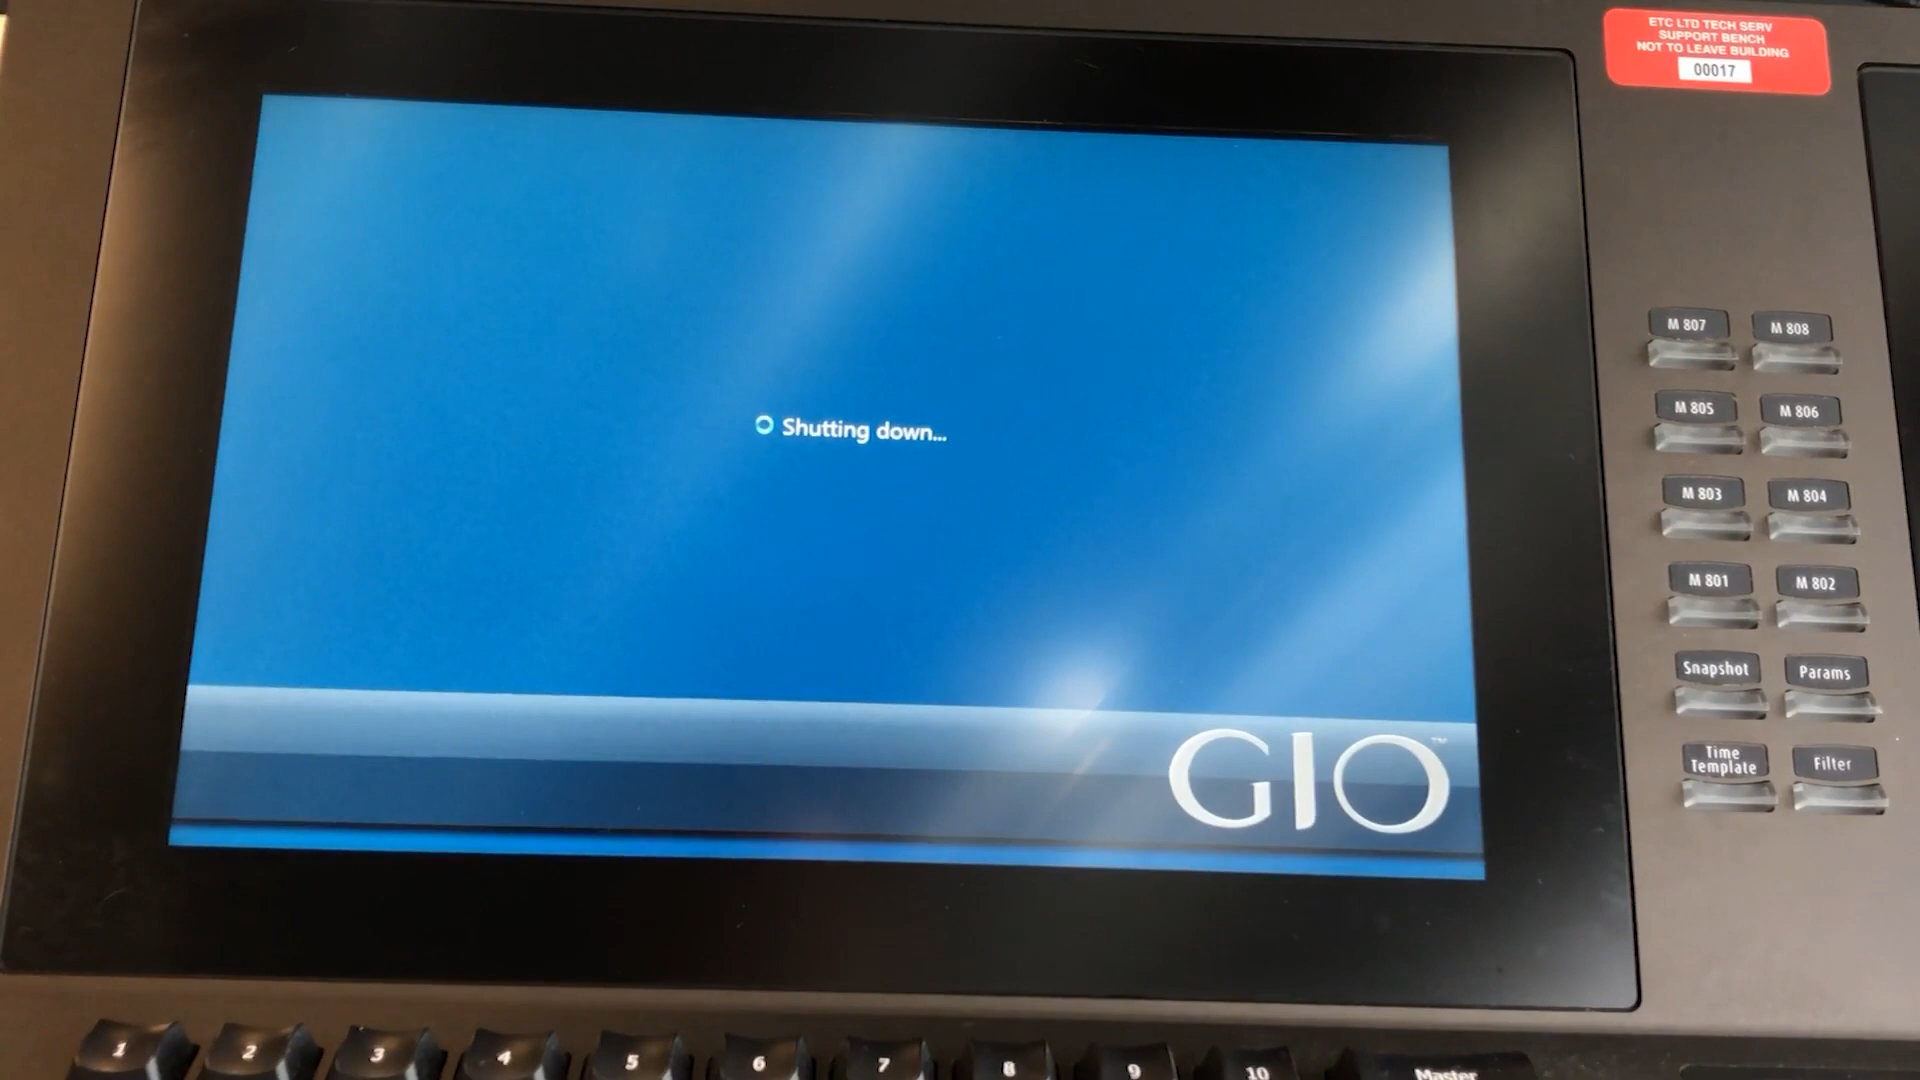 ETC LTD TECH SERV
SUPPORT BENCH
NOT TO LEAVE BUILDING
00017
Shutting down...
GIO™
M 807
M 808
M 805
M 806
M 803
M 804
M 801
M 802
Snapshot
Params
Time
Template
Filter
1
2
3
4
5
6
7
8
9
10
Master